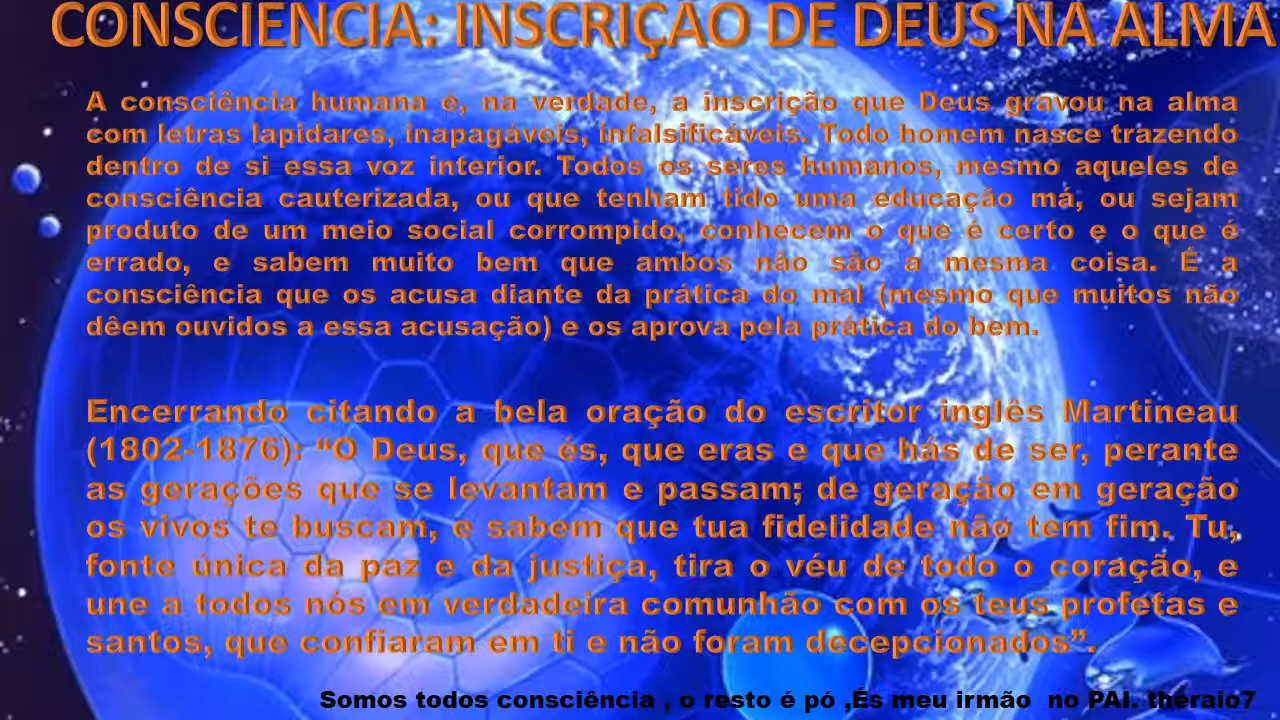 CONSCIÊNCIA: INSCRIÇÃO DE DEUS NA ALMA
A consciência humana é, na verdade, a inscrição que Deus gravou na alma
com letras lapidares, inapagáveis, infalsificáveis. Todo homem nasce trazendo
dentro de si essa voz interior. Todos os seres humanos, mesmo aqueles de
consciência cauterizada, ou que tenham tido uma educação má, ou sejam
produto de um meio social corrompido, conhecem o que é certo e o que é
errado, e sabem muito bem que ambos não são a mesma coisa. É a
consciência que os acusa diante da prática do mal (mesmo que muitos não
dêem ouvidos a essa acusação) e os aprova pela prática do bem.
Encerrando citando a bela oração do escritor inglês Martineau
(1802-1876): “O Deus, que és, que eras e que hás de ser, perante
as gerações que se levantam e passam; de geração em geração
os vivos te buscam, e sabem que tua fidelidade não tem fim. Tu,
fonte única da paz e da justiça, tira o véu de todo o coração, e
une a todos nós em verdadeira comunhão com os teus profetas e
santos, que confiaram em ti e não foram decepcionados”.
Somos todos consciência , o resto é pó ,És meu irmão no PAI. théraio7